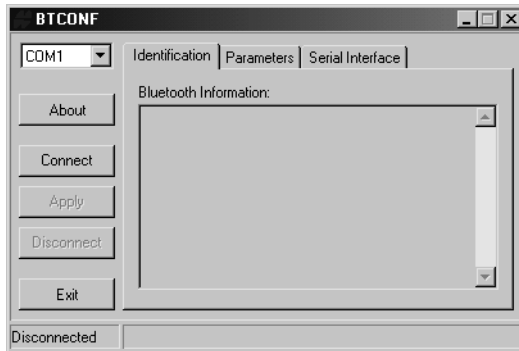 BTCONF
COM1
Identification
Parameters
Serial Interface
Bluetooth Information:
About
Connect
Apply
Disconnect
Exit
Disconnected